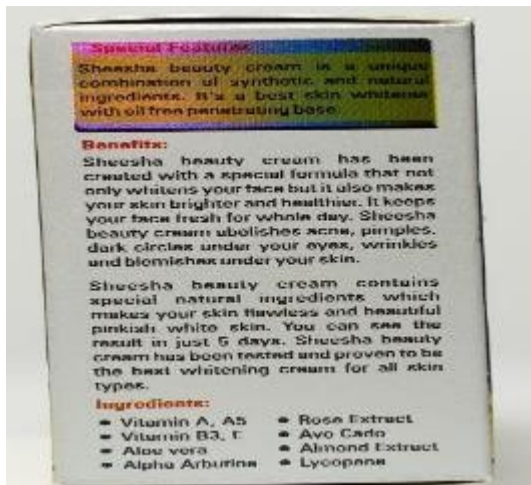 Special Features
Sheesha beauty cream is a unique
combination of synthetic and natural
ingredients. It's a best skin whitene
with oil free penetrating base.
Benefits:
Sheesha beauty cream has been
created with a special formula that not
only whitens your face but it also makes
your skin brighter and healthier. It keeps
your face fresh for whole day. Sheesha
beauty cream abolishes acne, pimples,
dark circles under your eyes, wrinkles
and blemishes under your skin.
Sheesha beauty cream contains
special natural ingredients which
makes your skin flawless and beautiful
pinkish white skin. You can see the
result in just 5 days. Sheesha beauty
cream has been tested and proven to be
the best whitening cream for all skin
types.
Ingredients:
• Vitamin A, A5 • Rose Extract
• Vitamin B3, E • Avo Cado
• Aloe vera • Almond Extract
• Alpha Arbutine • Lycopene